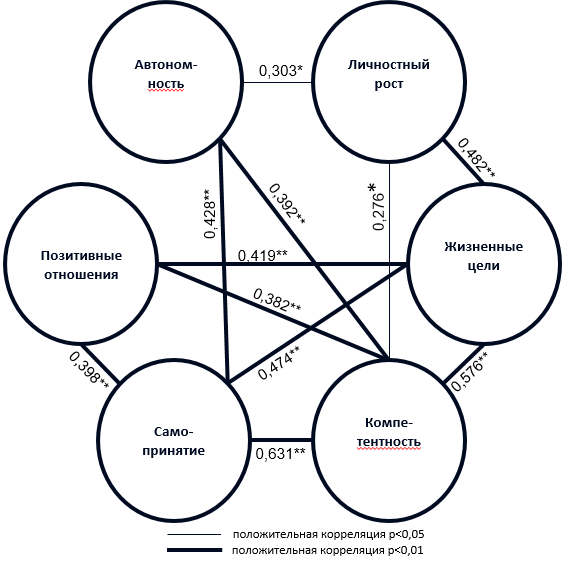 Автоном-
ность
0,303*
Личностный
рост
0,482**
0,428**
0,392**
0,276*
Позитивные
отношения
0,419**
Жизненные
цели
0,382**
0,398**
0,474**
0,576**
Само-
принятие
0,631**
Компе-
тентность
положительная корреляция p<0,05
положительная корреляция p<0,01